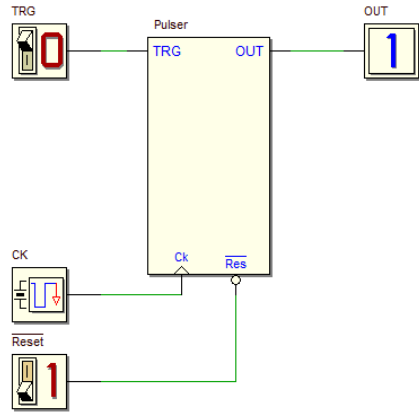 TRG
Pulser
OUT
0
TRG
OUT
1
CK
Ck
Res
Reset
1